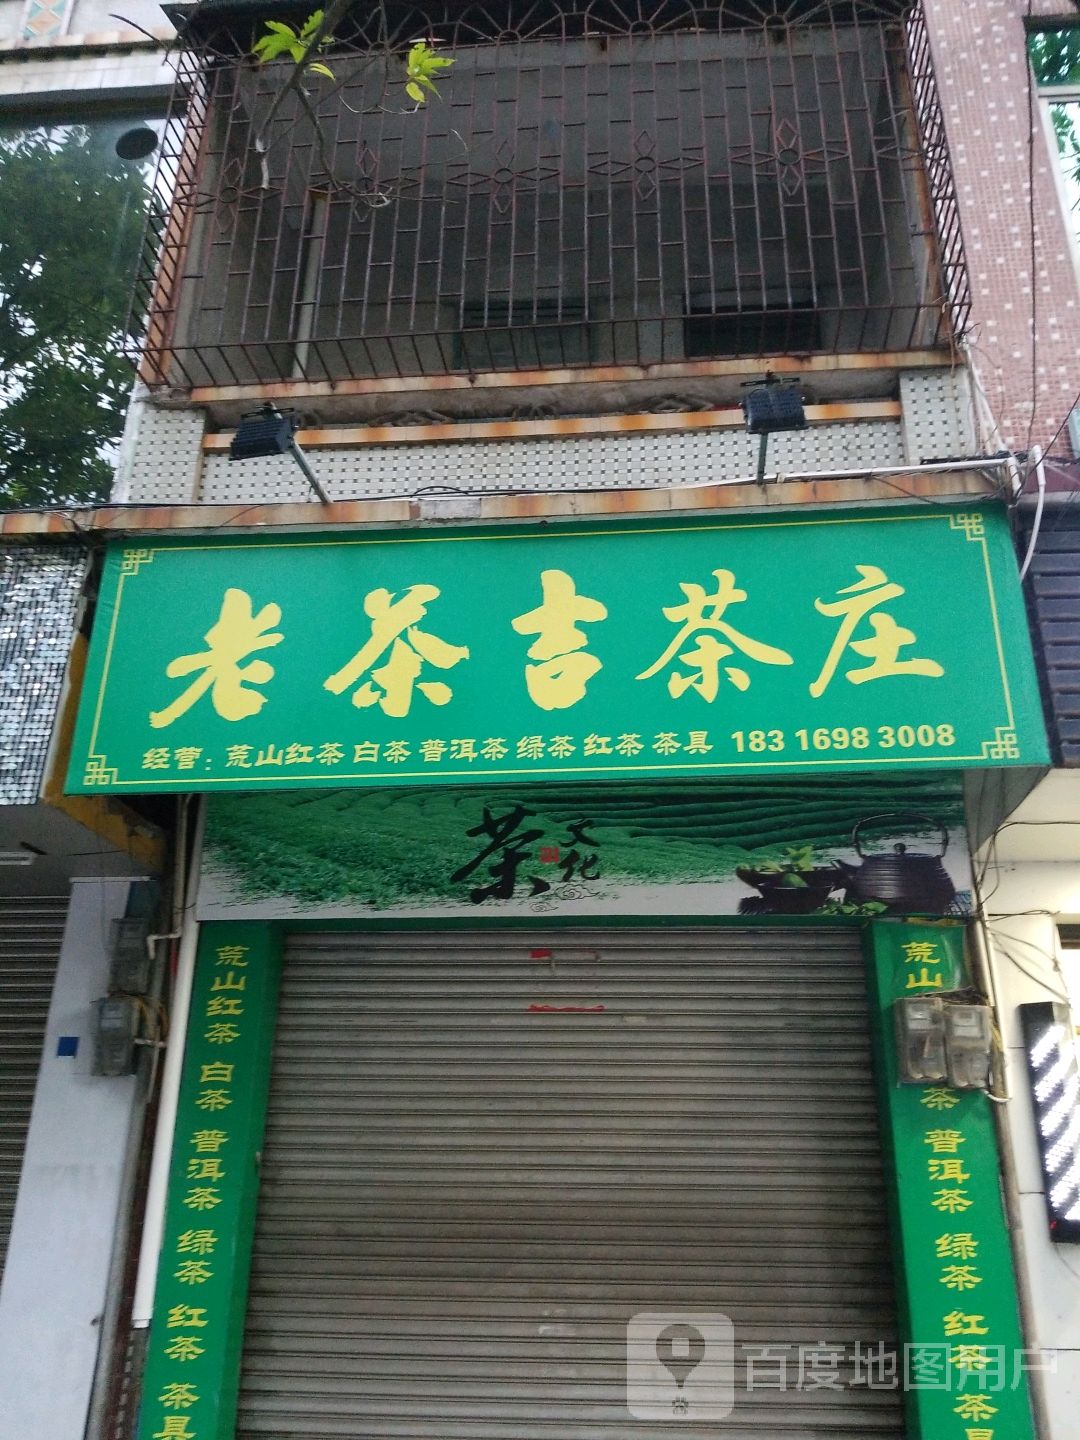 老茶吉茶庄
经营：荒山红茶 白茶 普洱茶 绿茶 红茶 茶具 183 1698 3008
茶文化
荒山红茶 白茶 普洱茶 绿茶 红茶 茶具
荒山 茶 普洱茶 绿茶 红茶 茶具
百度地图用户